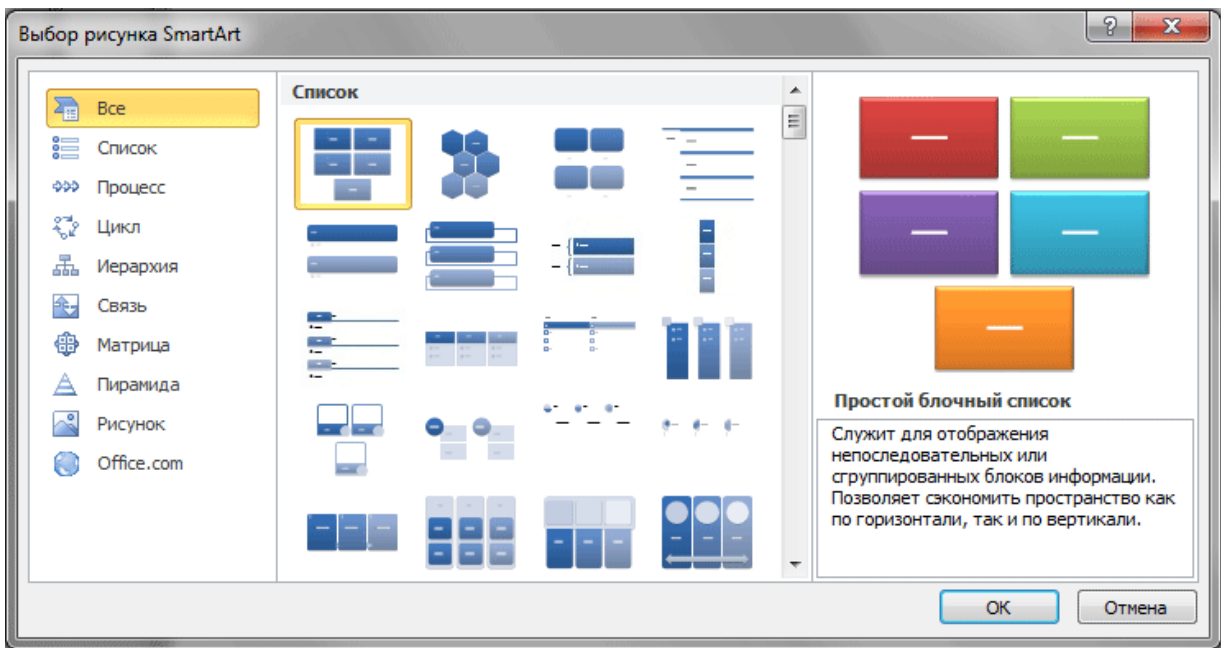 Выбор рисунка SmartArt
Все
Список
Процесс
Цикл
Иерархия
Связь
Матрица
Пирамида
Рисунок
Office.com
Список
Простой блочный список
Служит для отображения
непоследовательных или
сгруппированных блоков информации.
Позволяет сэкономить пространство как
по горизонтали, так и по вертикали.
ОК
Отмена